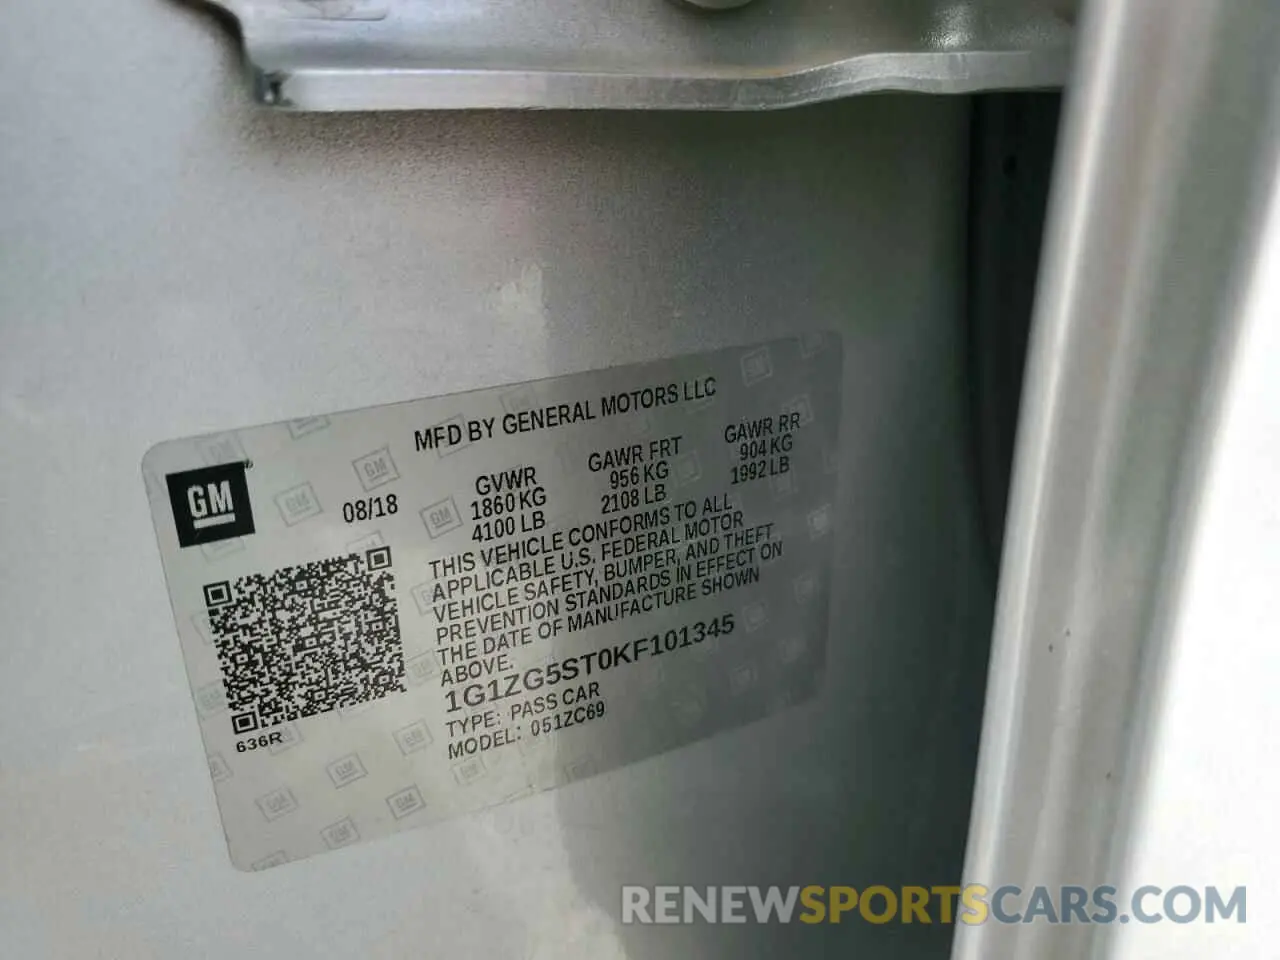 MFD BY GENERAL MOTORS LLC
GM
08/18
GVWR
1860 KG
4100 LB
GAWR FRT
956 KG
2108 LB
GAWR RR
904 KG
1992 LB
THIS VEHICLE CONFORMS TO ALL
APPLICABLE U.S. FEDERAL MOTOR
VEHICLE SAFETY, BUMPER, AND THEFT
PREVENTION STANDARDS IN EFFECT ON
THE DATE OF MANUFACTURE SHOWN
ABOVE.
1G1ZG5ST0KF101345
TYPE: PASS CAR
MODEL: 051ZC69
636R
RENEWSPORTSCARS.COM